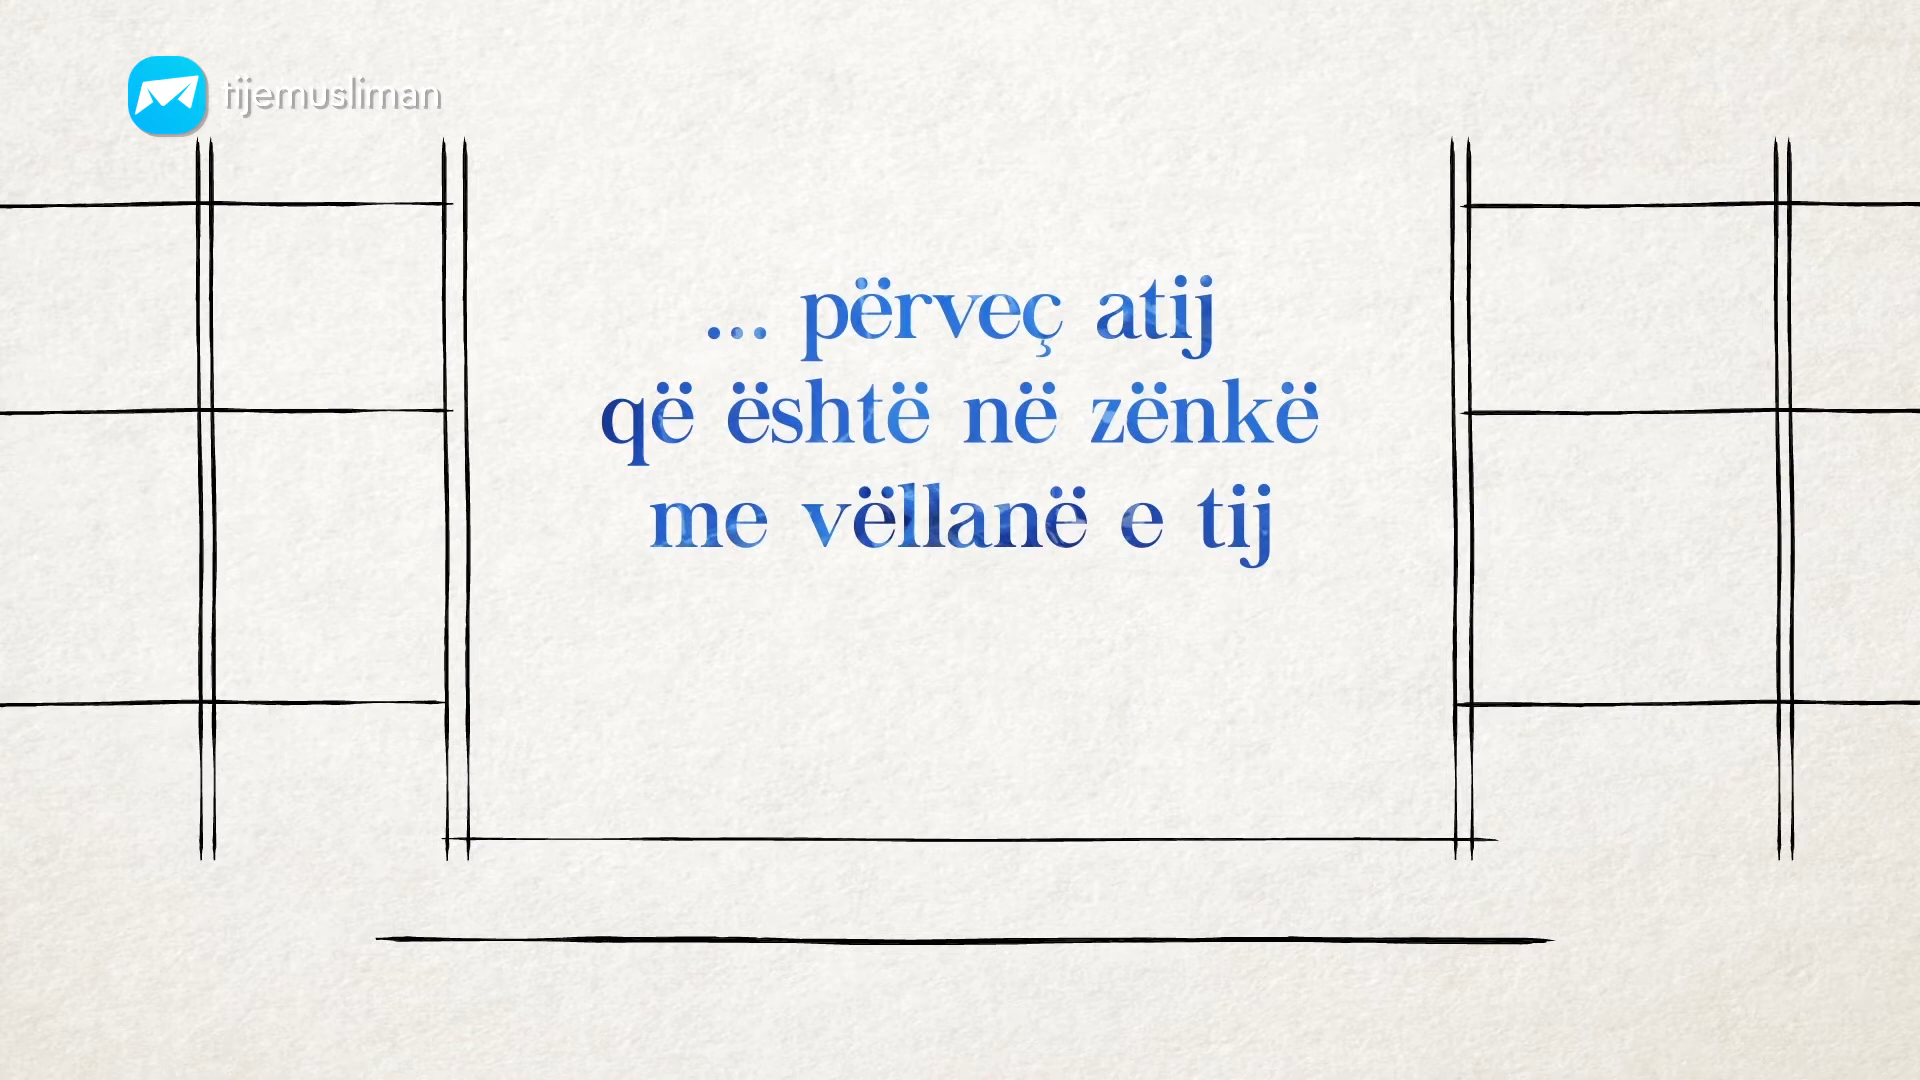 tijemusliman
... përveç atij
që është në zënkë
me vëllanë e tij